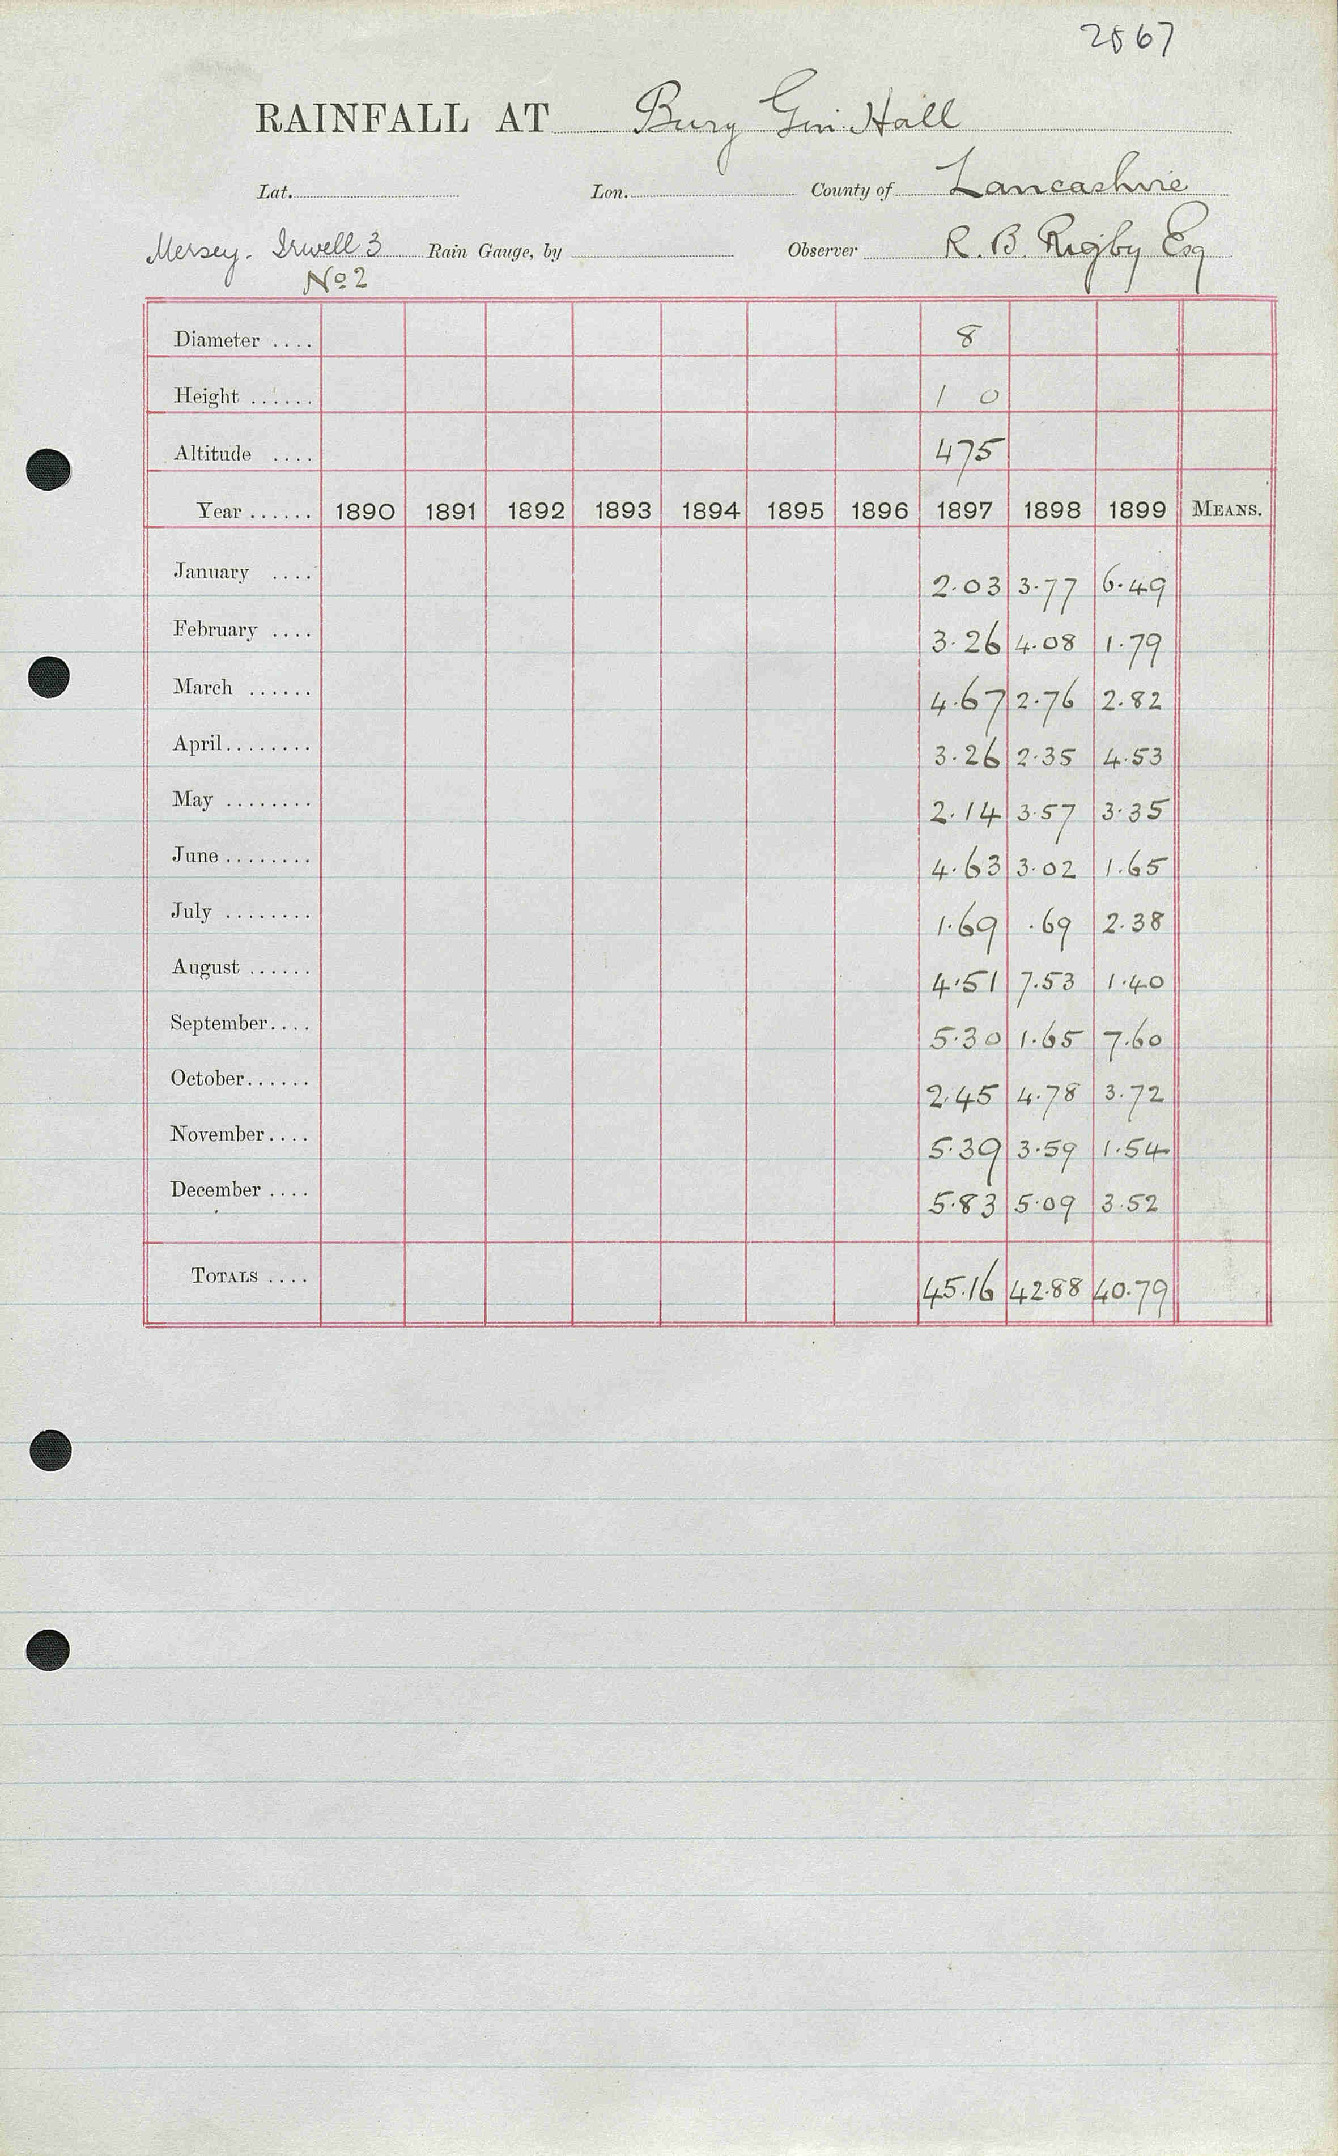 2567
RAINFALL AT Bury Gin Hall
Lat. Lon. County of Lancashire
Mersey. Irwell 3 Rain Gauge, by Observer R. B. Rigby Esq
No 2
Diameter .... 8
Height ...... 1 0
Altitude .... 475
Year ...... 1890 1891 1892 1893 1894 1895 1896 1897 1898 1899 MEANS.
January .... 2.03 3.77 6.49
February .... 3.26 4.08 1.79
March ...... 4.67 2.76 2.82
April ........ 3.26 2.35 4.53
May ........ 2.14 3.57 3.35
June ........ 4.63 3.02 1.65
July ........ 1.69 .69 2.38
August ...... 4.51 7.53 1.40
September .... 5.30 1.65 7.60
October ...... 2.45 4.78 3.72
November .... 5.39 3.59 1.54
December .... 5.83 5.09 3.52
TOTALS .... 45.16 42.88 40.79